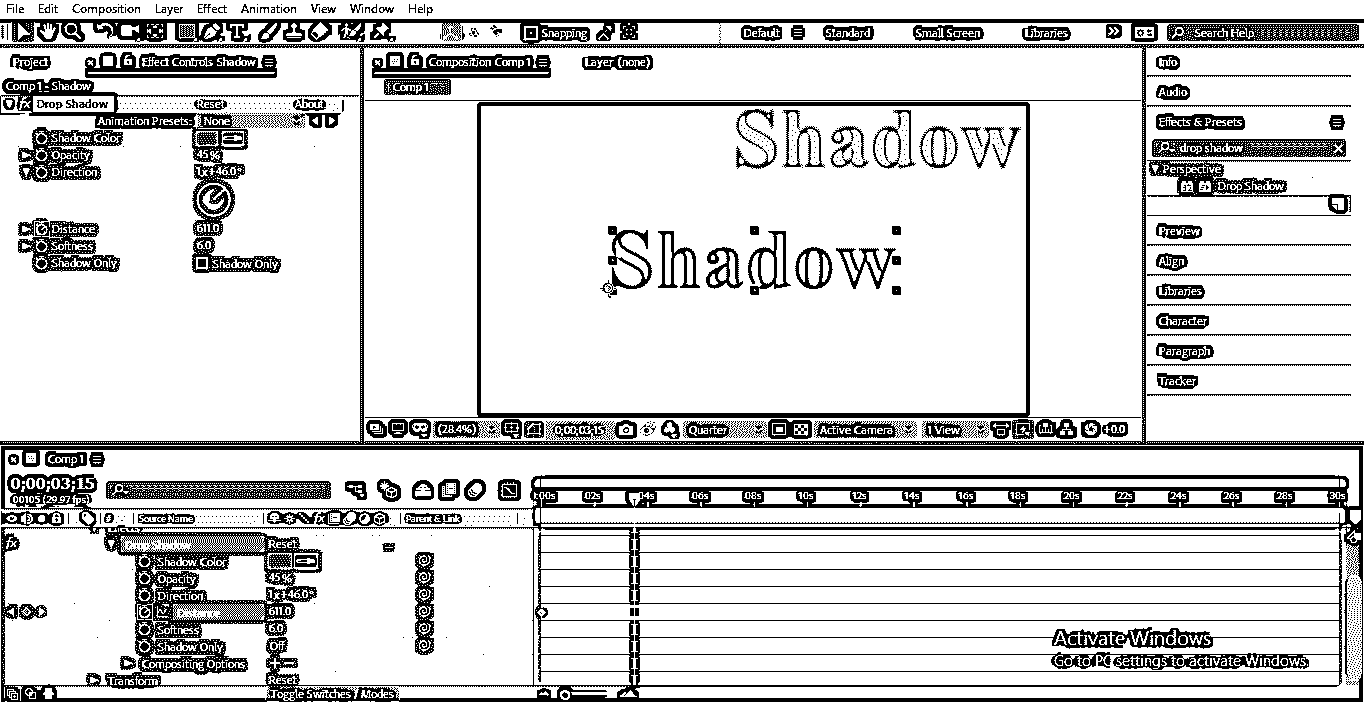 File Edit Composition Layer Effect Animation View Window Help
Snapping Default Standard Small Screen Libraries Search Help
Project Effect Controls Shadow
Composition Comp 1
Layer (none)
Info
Comp 1 • Shadow
Comp 1
Audio
fx Drop Shadow Reset About
Animation Presets: None
Shadow Color
Opacity 45%
Direction 1x+46.0°
Distance 611.0
Softness 6.0
Shadow Only Shadow Only
Shadow
Shadow
Effects & Presets
drop shadow
Perspective
Drop Shadow
Preview
Align
Libraries
Character
Paragraph
Tracker
(28.4%) 0;00;03;15 Quarter Active Camera 1 View +0.0
Comp 1
0;00;03;15
00105 (29.97 fps)
:00s 02s 04s 06s 08s 10s 12s 14s 16s 18s 20s 22s 24s 26s 28s 30s
# Source Name Parent & Link
Effects
fx Drop Shadow Reset
Shadow Color
Opacity 45%
Direction 1x+46.0°
Distance 611.0
Softness 6.0
Shadow Only Off
Compositing Options +–
Transform Reset
Toggle Switches / Modes
Activate Windows
Go to PC settings to activate Windows.